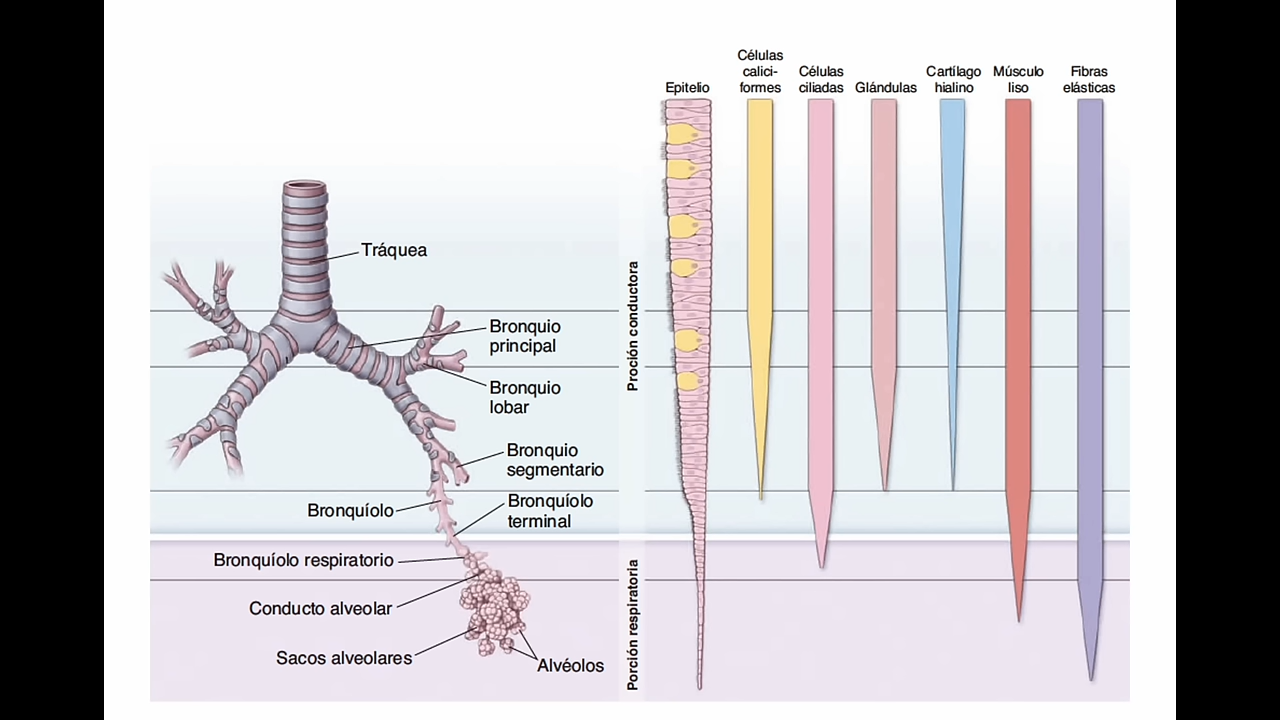 Tráquea
Bronquio
principal
Bronquio
lobar
Bronquio
segmentario
Bronquíolo
Bronquíolo
terminal
Bronquíolo respiratorio
Conducto alveolar
Sacos alveolares
Alvéolos
Proción conductora
Porción respiratoria
Epitelio
Células
calici-
formes
Células
ciliadas
Glándulas
Cartílago
hialino
Músculo
liso
Fibras
elásticas